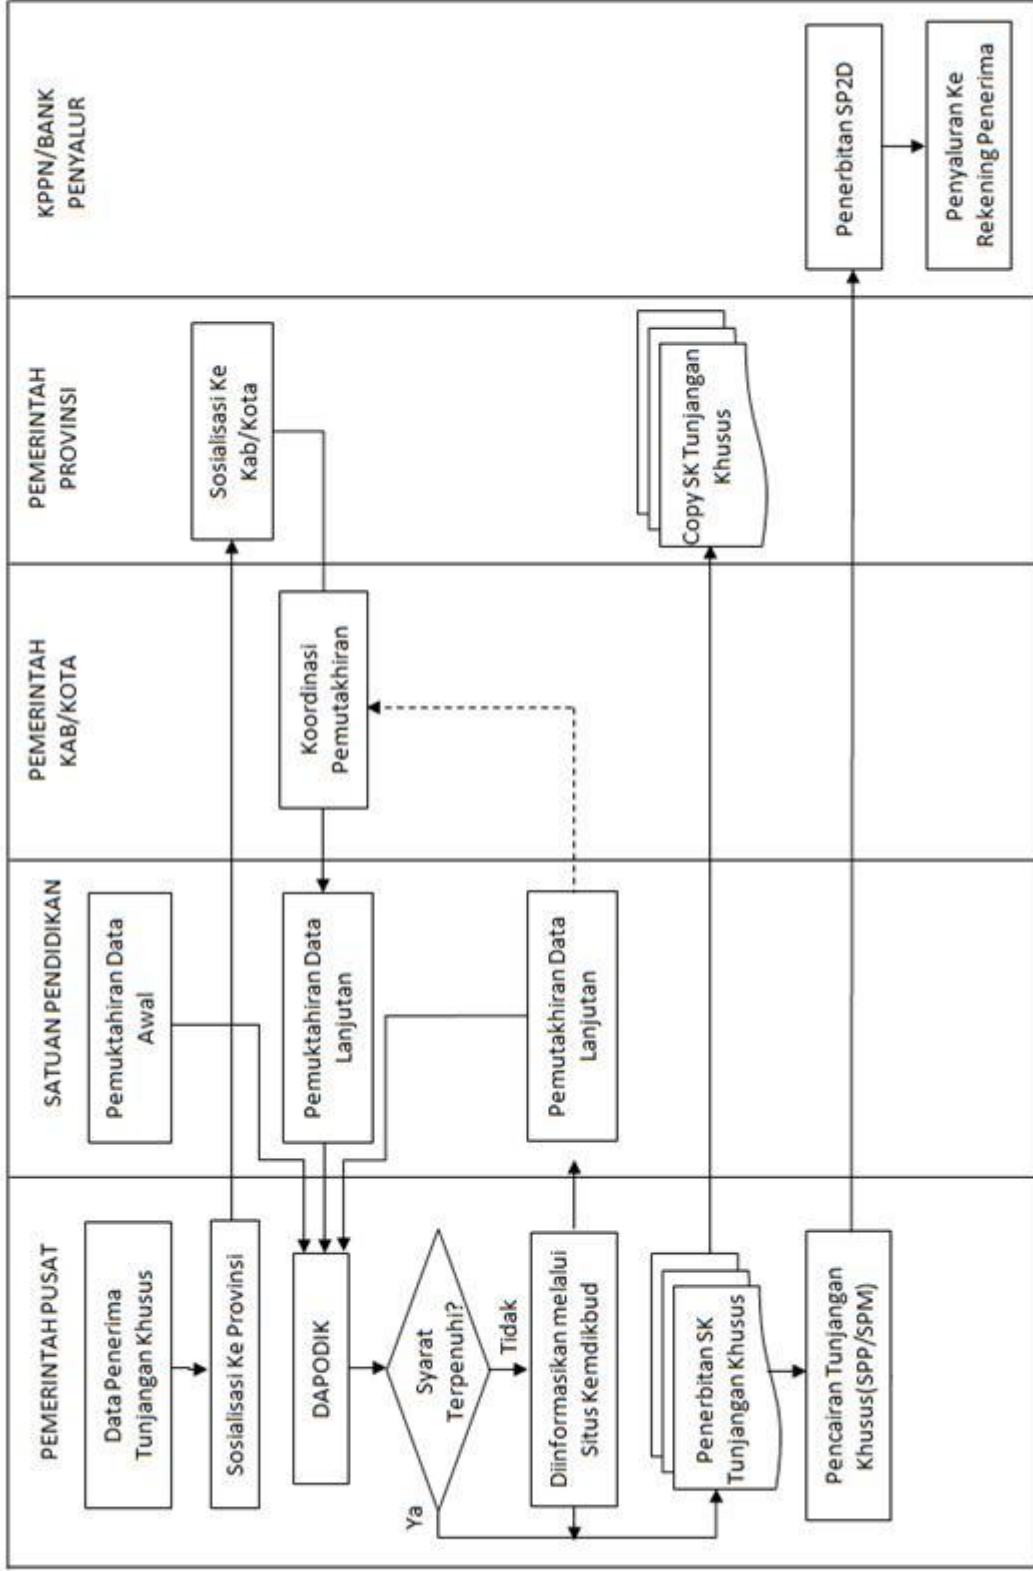 PEMERINTAH PUSAT
SATUAN PENDIDIKAN
PEMERINTAH
KAB/KOTA
PEMERINTAH
PROVINSI
KPPN/BANK
PENYALUR
Data Penerima
Tunjangan Khusus
Pemuktahiran Data
Awal
Sosialisasi Ke Provinsi
Sosialisasi Ke
Kab/Kota
DAPODIK
Pemuktahiran Data
Lanjutan
Koordinasi
Pemutakhiran
Syarat
Terpenuhi?
Ya
Tidak
Diinformasikan melalui
Situs Kemdikbud
Pemutakhiran Data
Lanjutan
Penerbitan SK
Tunjangan Khusus
Copy SK Tunjangan
Khusus
Pencairan Tunjangan
Khusus(SPP/SPM)
Penerbitan SP2D
Penyaluran Ke
Rekening Penerima